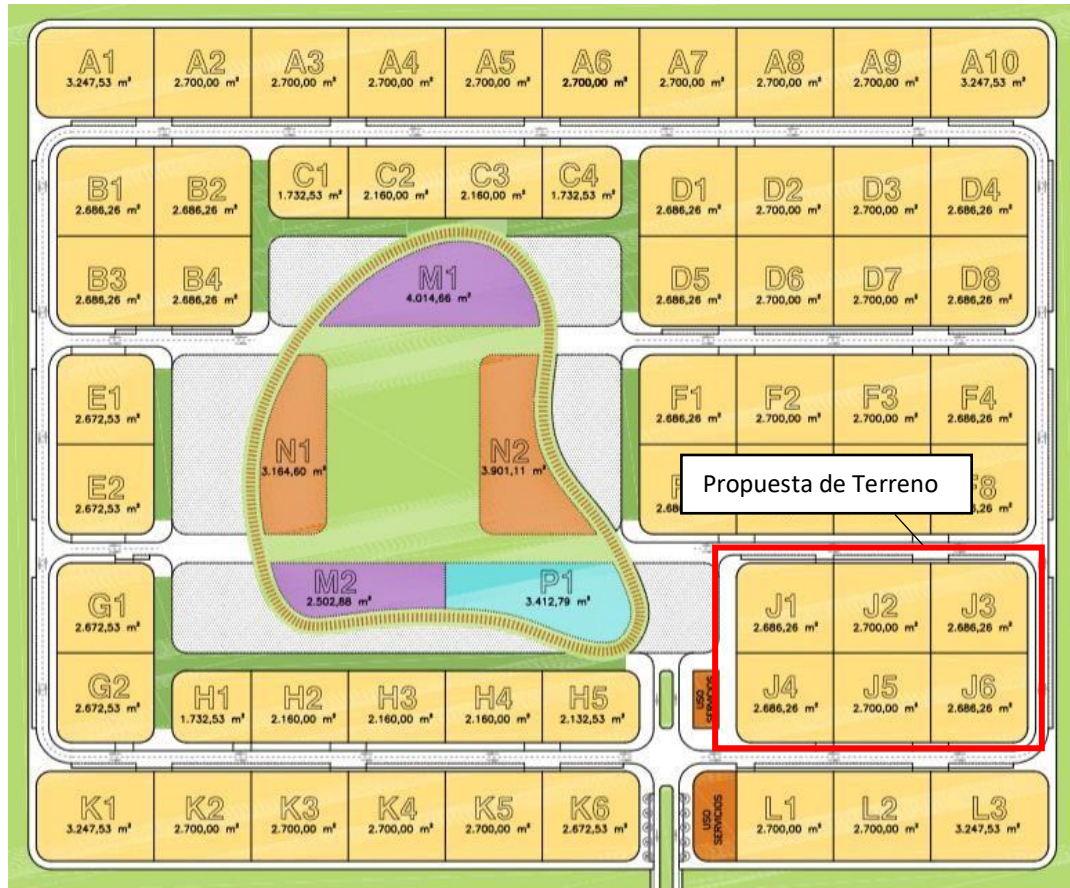 A1
3.247,53 m²
A2
2.700,00 m²
A3
2.700,00 m²
A4
2.700,00 m²
A5
2.700,00 m²
A6
2.700,00 m²
A7
2.700,00 m²
A8
2.700,00 m²
A9
2.700,00 m²
A10
3.247,53 m²
B1
2.686,26 m²
B2
2.686,26 m²
C1
1.732,53 m²
C2
2.160,00 m²
C3
2.160,00 m²
C4
1.732,53 m²
D1
2.686,26 m²
D2
2.700,00 m²
D3
2.700,00 m²
D4
2.686,26 m²
B3
2.686,26 m²
B4
2.686,26 m²
M1
4.014,66 m²
D5
2.686,26 m²
D6
2.700,00 m²
D7
2.700,00 m²
D8
2.686,26 m²
E1
2.672,53 m²
F1
2.686,26 m²
F2
2.700,00 m²
F3
2.700,00 m²
F4
2.686,26 m²
N1
3.164,60 m²
N2
3.901,11 m²
E2
2.672,53 m²
Propuesta de Terreno
G1
2.672,53 m²
M2
2.502,88 m²
P1
3.412,79 m²
J1
2.686,26 m²
J2
2.700,00 m²
J3
2.686,26 m²
G2
2.672,53 m²
H1
1.732,53 m²
H2
2.160,00 m²
H3
2.160,00 m²
H4
2.160,00 m²
H5
2.132,53 m²
USO
SERVICIOS
J4
2.686,26 m²
J5
2.700,00 m²
J6
2.686,26 m²
K1
3.247,53 m²
K2
2.700,00 m²
K3
2.700,00 m²
K4
2.700,00 m²
K5
2.700,00 m²
K6
2.672,53 m²
USO
SERVICIOS
L1
2.700,00 m²
L2
2.700,00 m²
L3
3.247,53 m²